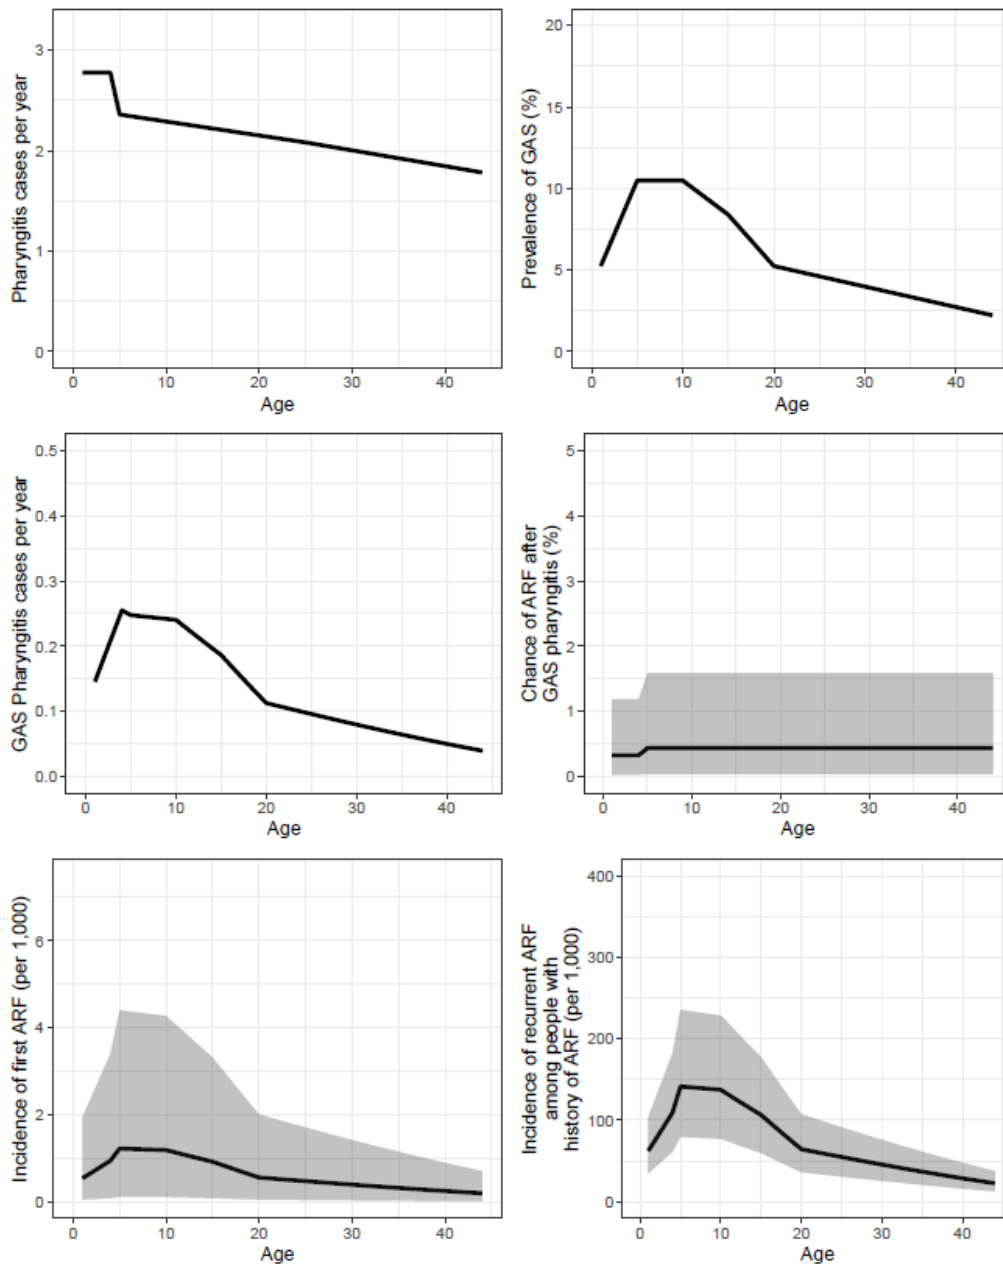 Pharyngitis cases per year
3
2
1
0
0 10 20 30 40
Age
Prevalence of GAS (%)
20
15
10
5
0
0 10 20 30 40
Age
GAS Pharyngitis cases per year
0.5
0.4
0.3
0.2
0.1
0.0
0 10 20 30 40
Age
Chance of ARF after
GAS pharyngitis (%)
5
4
3
2
1
0
0 10 20 30 40
Age
Incidence of first ARF (per 1,000)
6
4
2
0
0 10 20 30 40
Age
Incidence of recurrent ARF
among people with
history of ARF (per 1,000)
400
300
200
100
0
0 10 20 30 40
Age